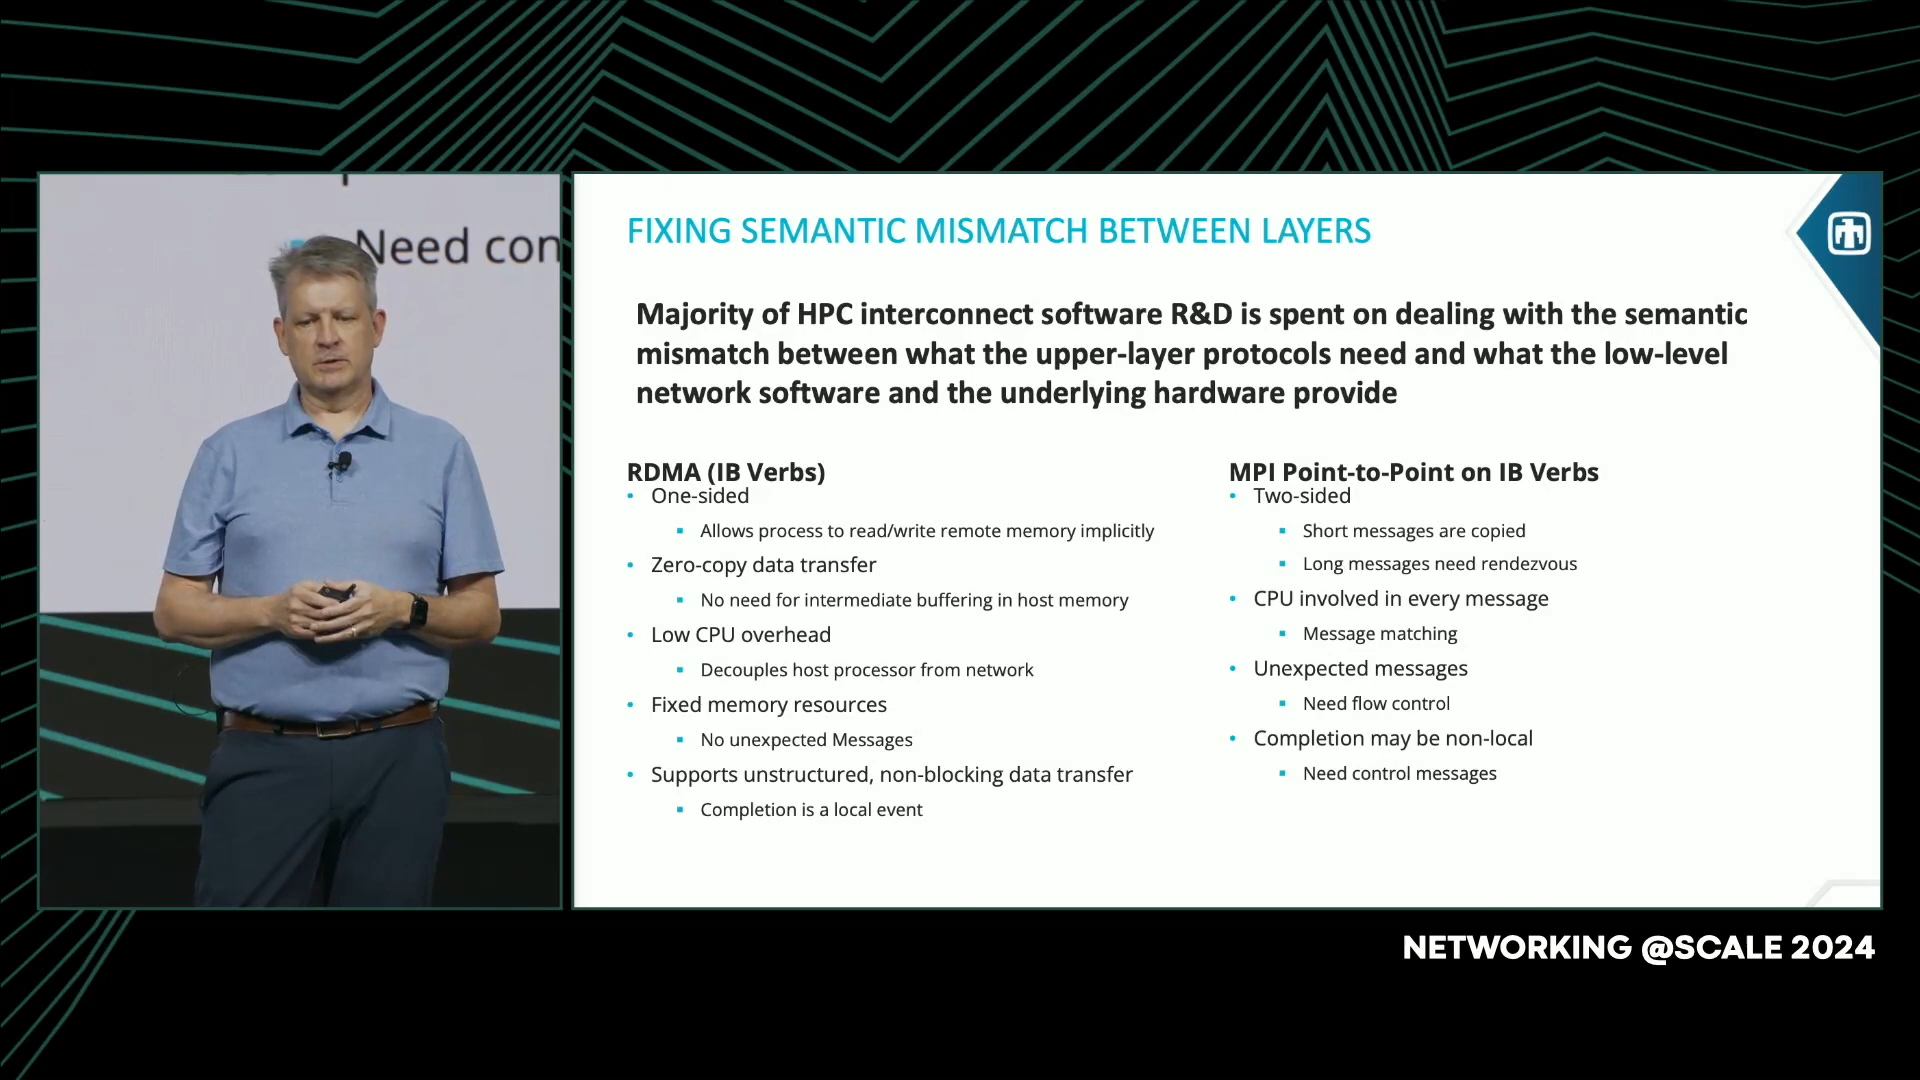 Need con
FIXING SEMANTIC MISMATCH BETWEEN LAYERS
Majority of HPC interconnect software R&D is spent on dealing with the semantic
mismatch between what the upper-layer protocols need and what the low-level
network software and the underlying hardware provide
RDMA (IB Verbs)
• One-sided
▪ Allows process to read/write remote memory implicitly
• Zero-copy data transfer
▪ No need for intermediate buffering in host memory
• Low CPU overhead
▪ Decouples host processor from network
• Fixed memory resources
▪ No unexpected Messages
• Supports unstructured, non-blocking data transfer
▪ Completion is a local event
MPI Point-to-Point on IB Verbs
• Two-sided
▪ Short messages are copied
▪ Long messages need rendezvous
• CPU involved in every message
▪ Message matching
• Unexpected messages
▪ Need flow control
• Completion may be non-local
▪ Need control messages
NETWORKING @SCALE 2024